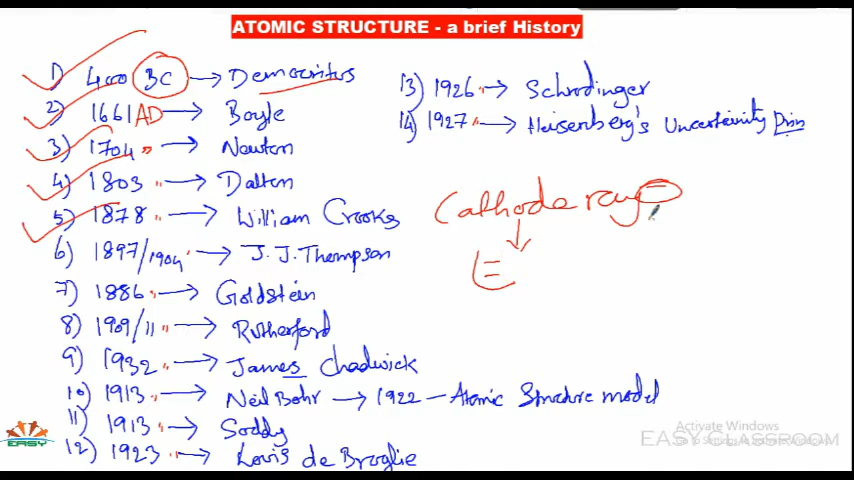 ATOMIC STRUCTURE - a brief History
1) 400 BC → Democritus
2) 1661 AD → Boyle
3) 1704 " → Newton
4) 1803 " → Dalton
5) 1878 " → William Crooks
6) 1897/1904 " → J.J. Thompson
7) 1886 " → Goldstein
8) 1909/11 " → Rutherford
9) 1932 " → James Chadwick
10) 1913 " → Neil Bohr → 1922 - Atomic Structure model
11) 1913 " → Soddy
12) 1923 " → Louis de Broglie
13) 1926 " → Schrodinger
14) 1927 " → Heisenberg's Uncertainity Prin
Cathode ray
EASY
Activate Windows
EASY CLASSROOM